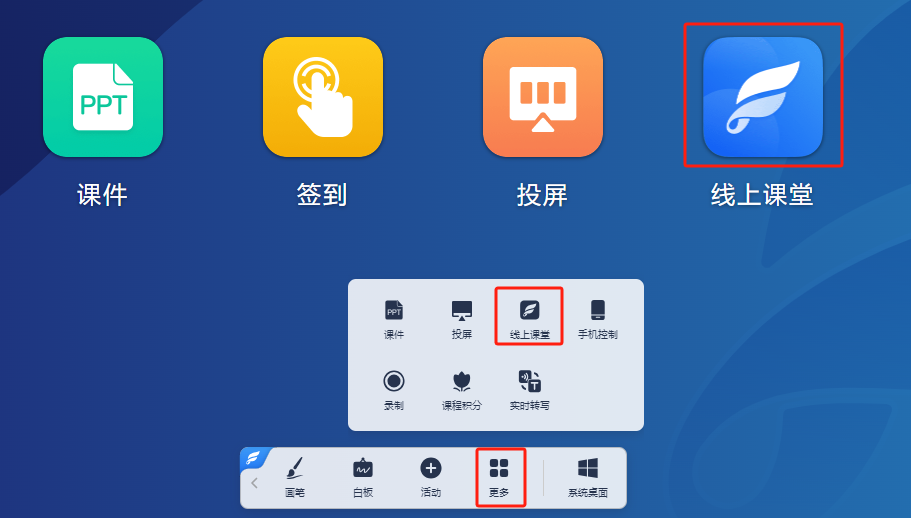 PPT
课件
签到
投屏
线上课堂
PPT
课件
投屏
线上课堂
手机控制
录制
课程积分
T
实时转写
画笔
白板
活动
更多
系统桌面